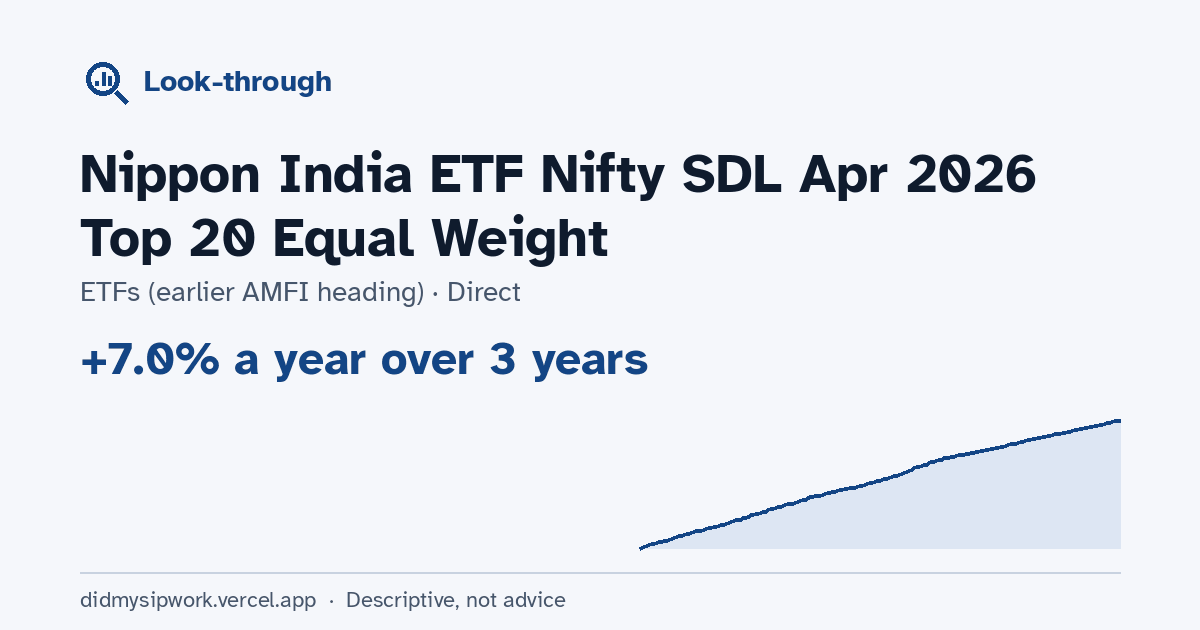 Look-through
Nippon India ETF Nifty SDL Apr 2026
Top 20 Equal Weight
ETFs (earlier AMFI heading) · Direct
+7.0% a year over 3 years
didmysipwork.vercel.app · Descriptive, not advice